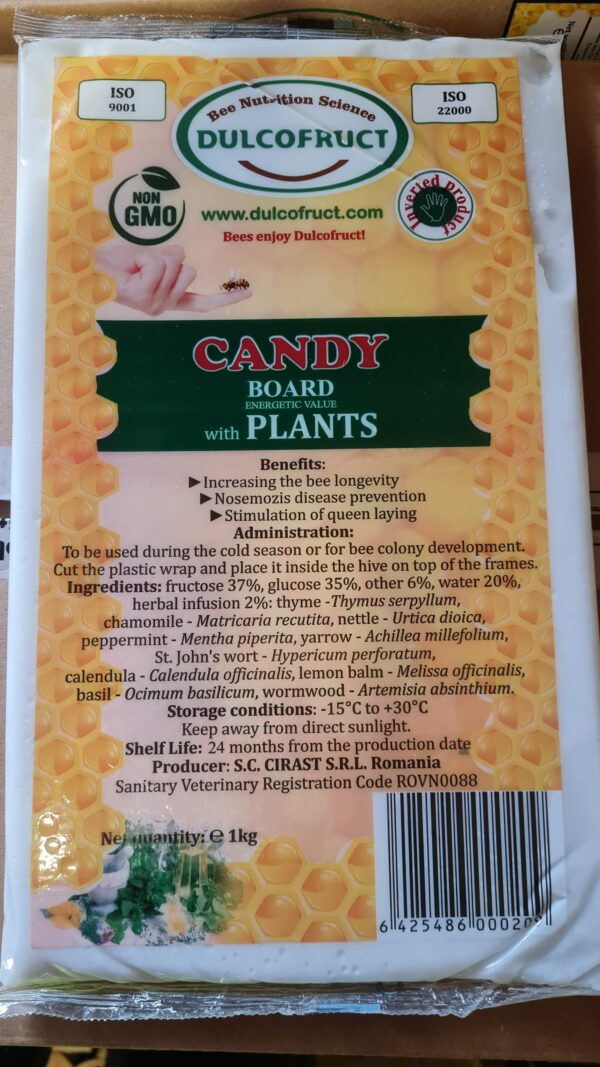 ISO
9001
Bee Nutrition Science
DULCOFRUCT
ISO
22000
NON
GMO
www.dulcofruct.com
Bees enjoy Dulcofruct!
Inverted product
CANDY
BOARD
ENERGETIC VALUE
with PLANTS
Benefits:
►Increasing the bee longevity
►Nosemozis disease prevention
►Stimulation of queen laying
Administration:
To be used during the cold season or for bee colony development.
Cut the plastic wrap and place it inside the hive on top of the frames.
Ingredients: fructose 37%, glucose 35%, other 6%, water 20%,
herbal infusion 2%: thyme -Thymus serpyllum,
chamomile - Matricaria recutita, nettle - Urtica dioica,
peppermint - Mentha piperita, yarrow - Achillea millefolium,
St. John's wort - Hypericum perforatum,
calendula - Calendula officinalis, lemon balm - Melissa officinalis,
basil - Ocimum basilicum, wormwood - Artemisia absinthium.
Storage conditions: -15°C to +30°C
Keep away from direct sunlight.
Shelf Life: 24 months from the production date
Producer: S.C. CIRAST S.R.L. Romania
Sanitary Veterinary Registration Code ROVN0088
Net quantity: ℮ 1kg
6 425486